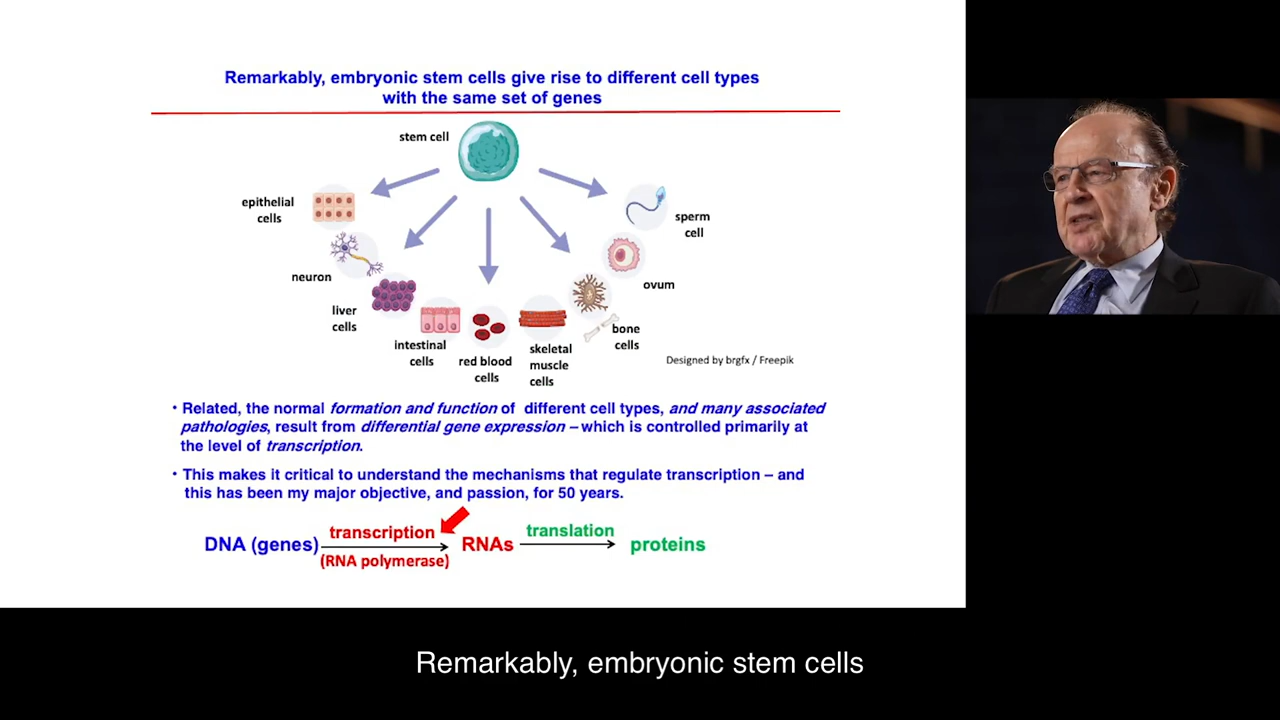 Remarkably, embryonic stem cells give rise to different cell types
with the same set of genes
stem cell
epithelial
cells
sperm
cell
neuron
ovum
liver
cells
bone
cells
intestinal
cells
red blood
cells
skeletal
muscle
cells
Designed by brgfx / Freepik
• Related, the normal formation and function of different cell types, and many associated
pathologies, result from differential gene expression – which is controlled primarily at
the level of transcription.
• This makes it critical to understand the mechanisms that regulate transcription – and
this has been my major objective, and passion, for 50 years.
DNA (genes) transcription RNAs translation proteins
(RNA polymerase)
Remarkably, embryonic stem cells